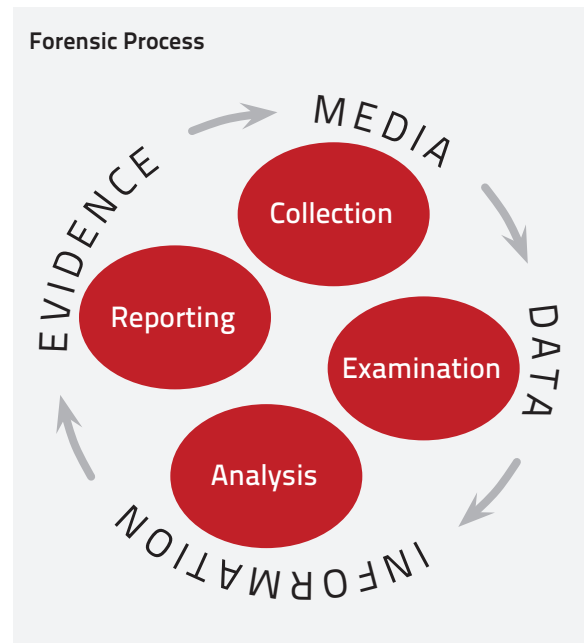 Forensic Process
MEDIA
Collection
DATA
Examination
INFORMATION
Analysis
EVIDENCE
Reporting